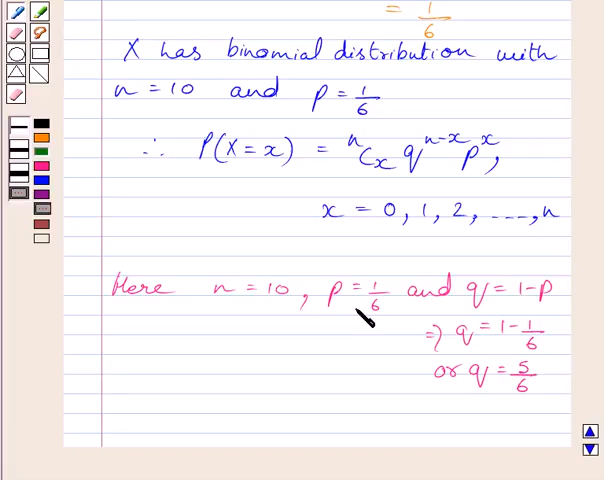 = 1/6
X has binomial distribution with
n = 10 and p = 1/6
∴ P(X = x) = ⁿCₓ qⁿ⁻ˣ pˣ,
x = 0, 1, 2, ----, n
Here n = 10, p = 1/6 and q = 1-p
⇒ q = 1 - 1/6
or q = 5/6